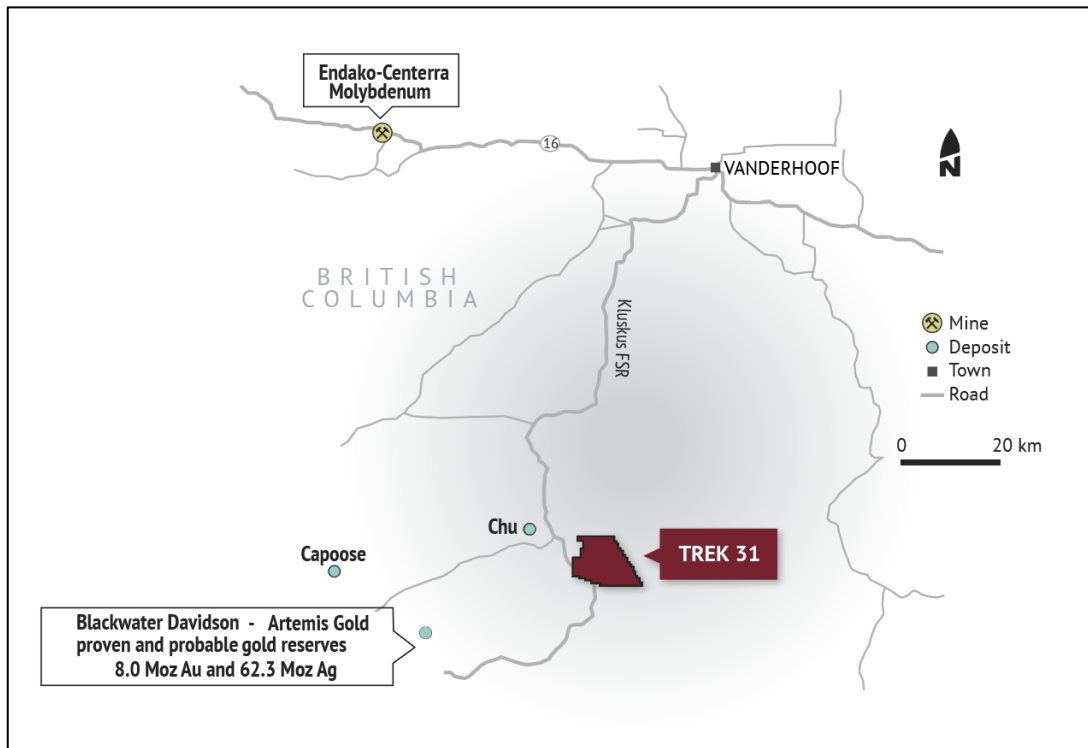 Endako-Centerra
Molybdenum
16
VANDERHOOF
N
BRITISH
COLUMBIA
Kluskus FSR
Mine
Deposit
Town
Road
0 20 km
Chu
Capoose
TREK 31
Blackwater Davidson - Artemis Gold
proven and probable gold reserves
8.0 Moz Au and 62.3 Moz Ag